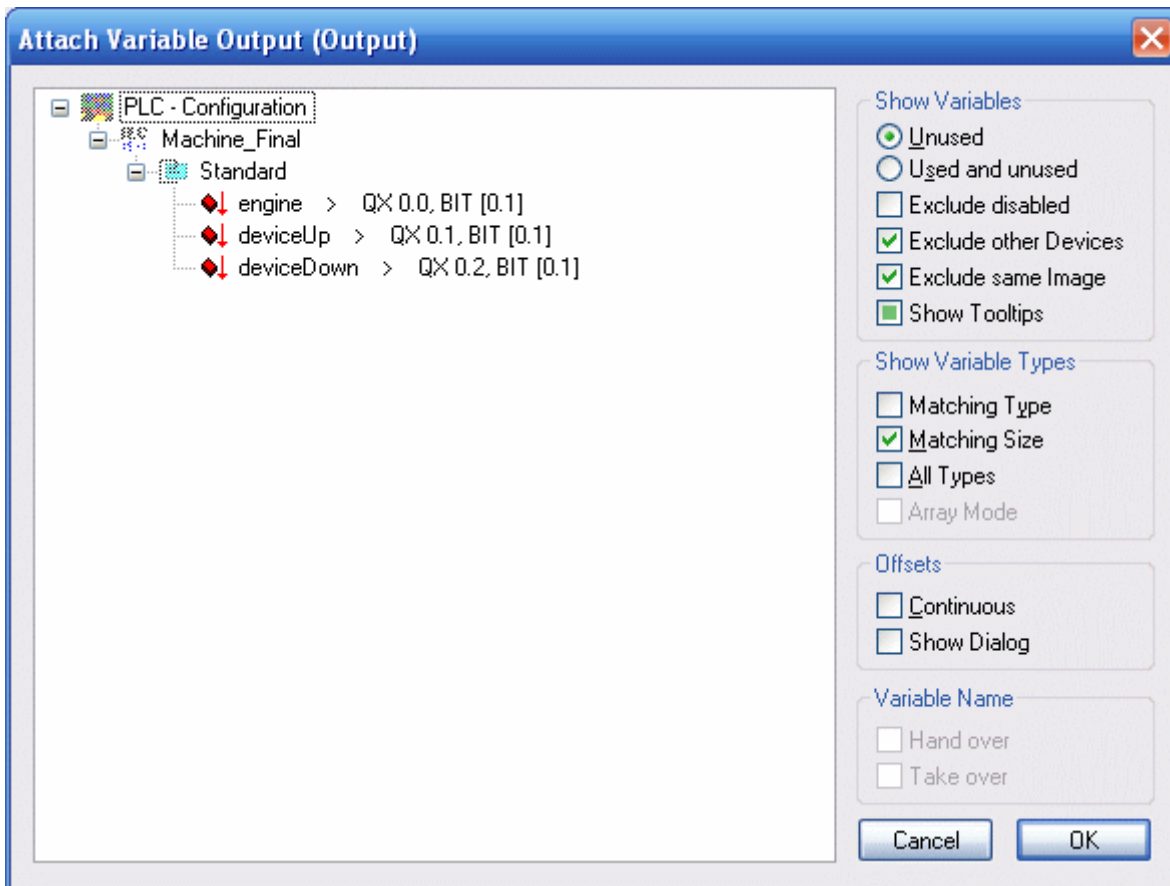 Attach Variable Output (Output)
PLC - Configuration
Machine_Final
Standard
engine > QX 0.0, BIT [0.1]
deviceUp > QX 0.1, BIT [0.1]
deviceDown > QX 0.2, BIT [0.1]
Show Variables
Unused
Used and unused
Exclude disabled
Exclude other Devices
Exclude same Image
Show Tooltips
Show Variable Types
Matching Type
Matching Size
All Types
Array Mode
Offsets
Continuous
Show Dialog
Variable Name
Hand over
Take over
Cancel
OK